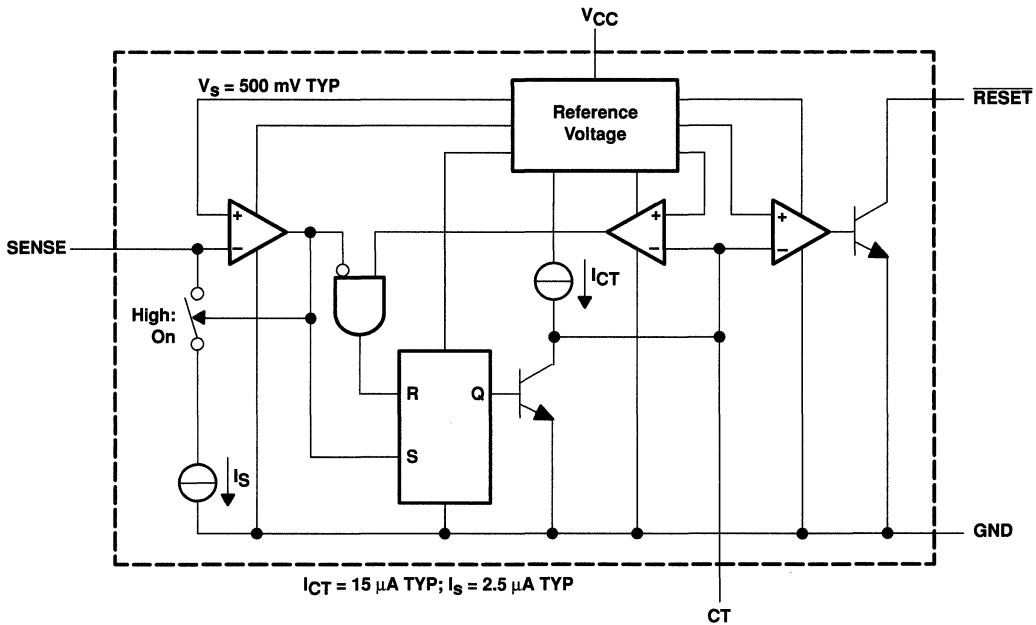 VCC
VS = 500 mV TYP
Reference
Voltage
RESET
+
+
+
SENSE
−
−
−
ICT
High:
On
R
Q
S
IS
GND
ICT = 15 μA TYP; IS = 2.5 μA TYP
CT